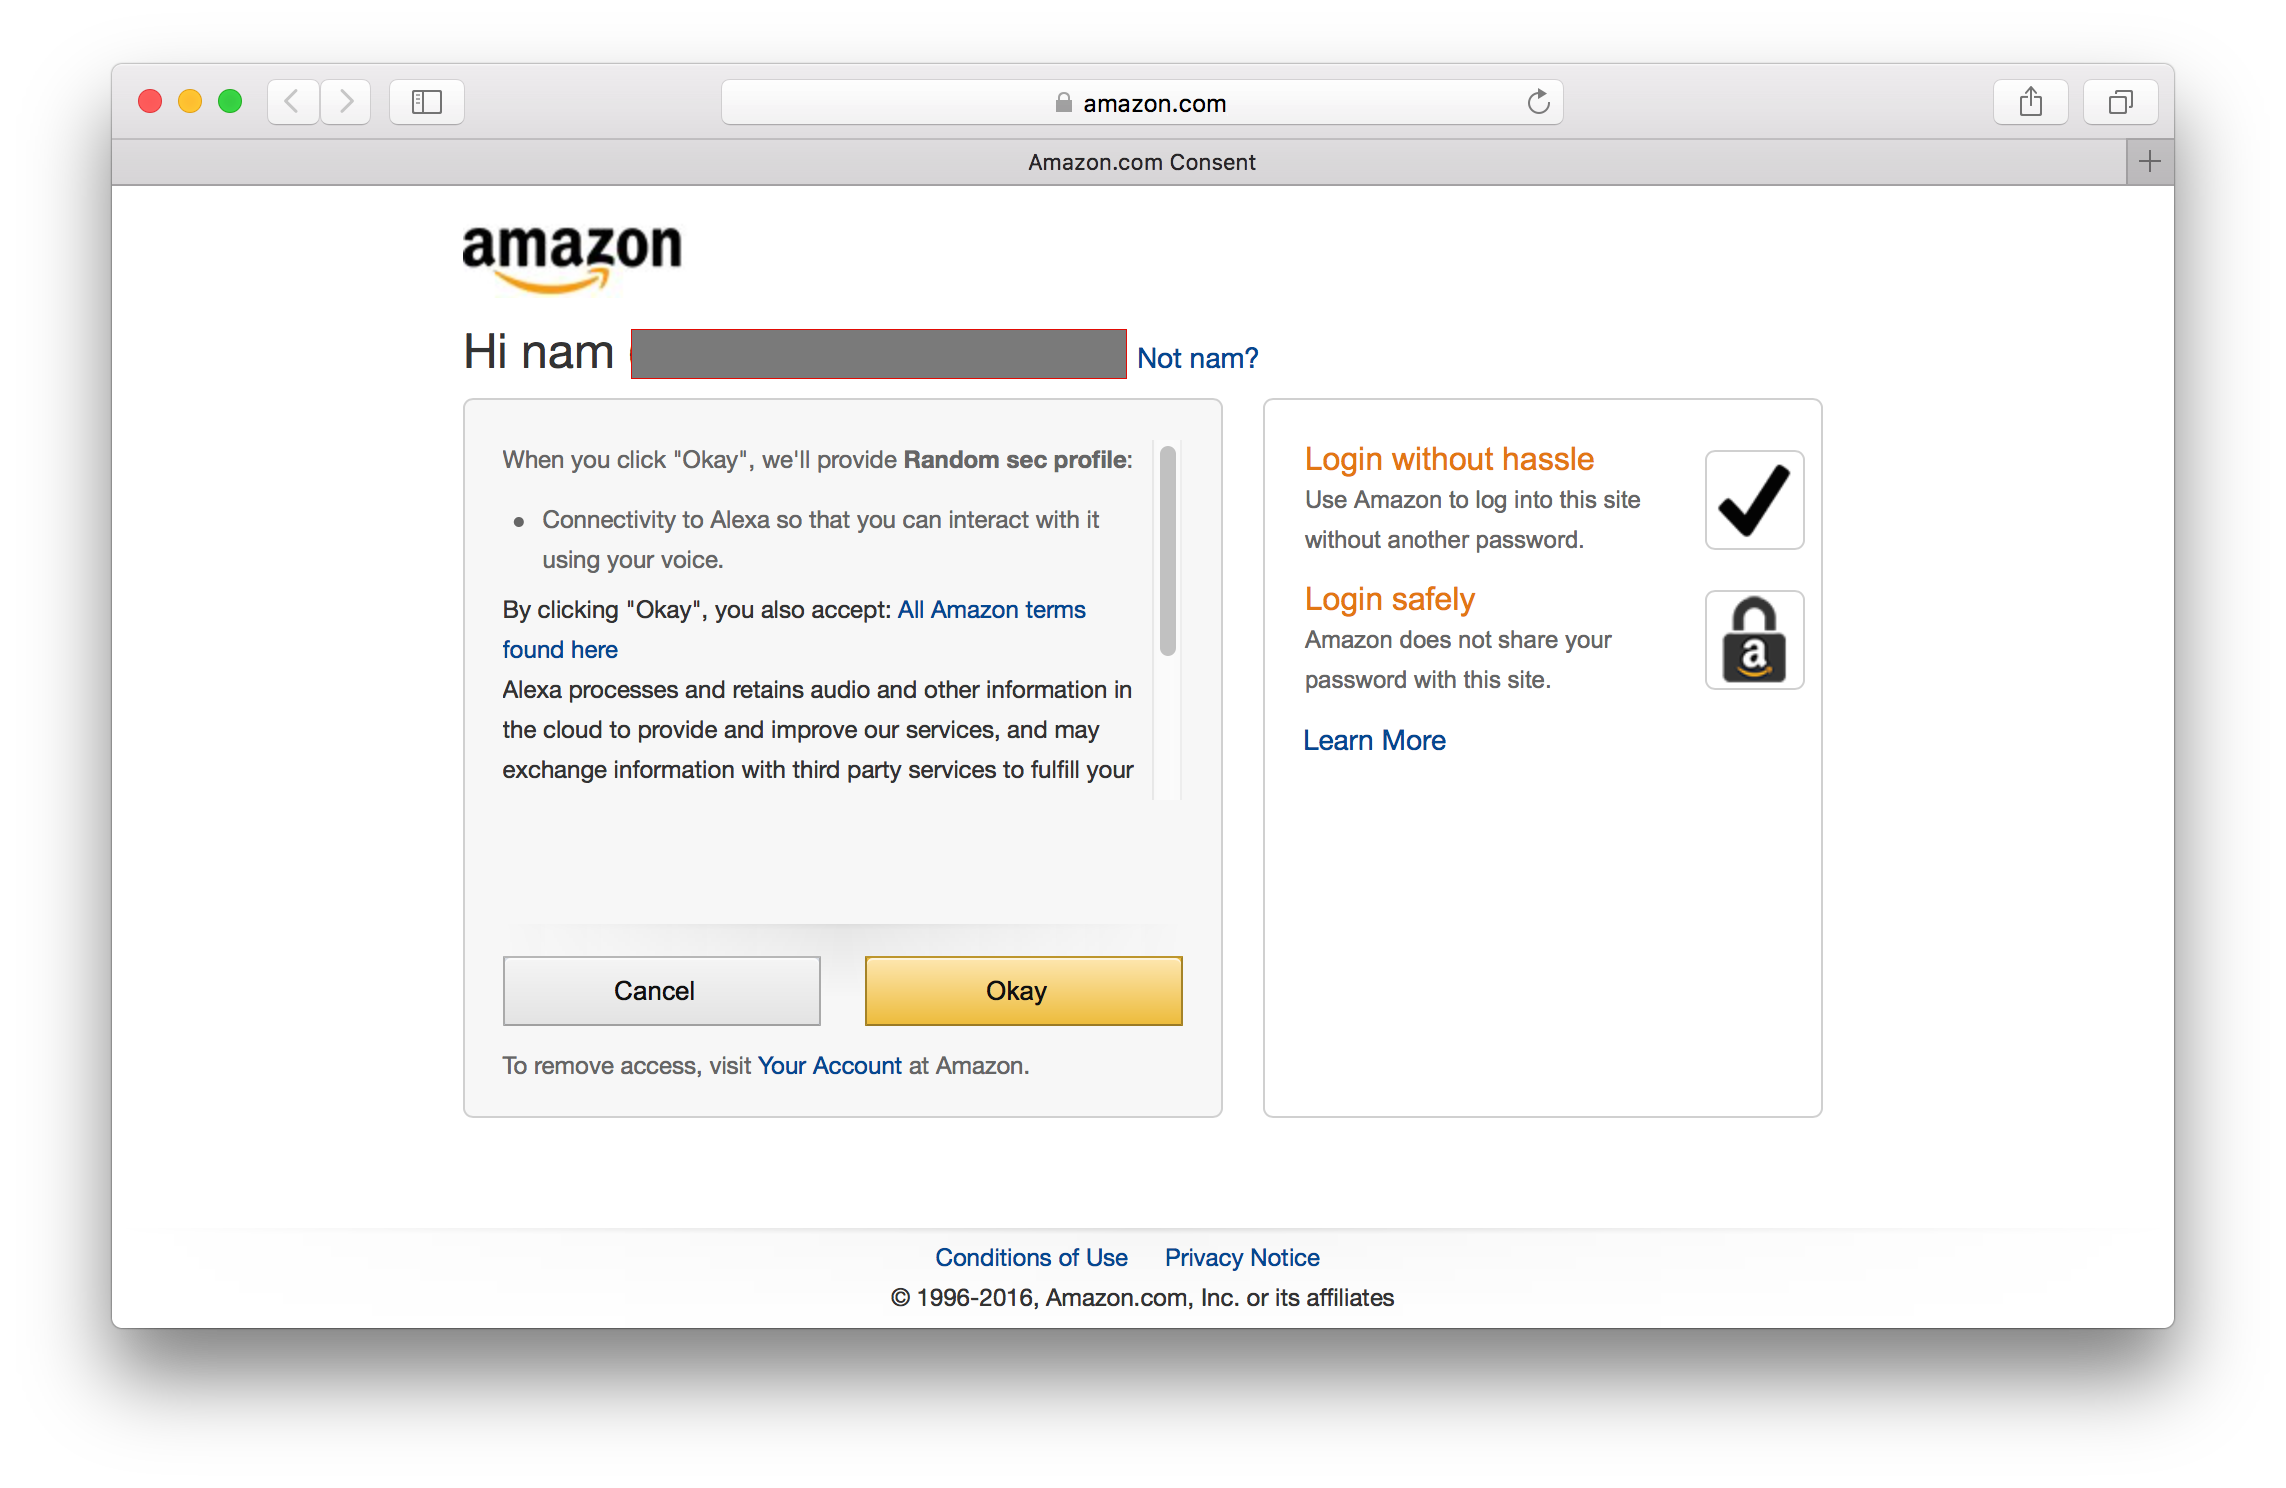 amazon.com
Amazon.com Consent
amazon
Hi nam
Not nam?
When you click "Okay", we'll provide Random sec profile:
• Connectivity to Alexa so that you can interact with it
using your voice.
By clicking "Okay", you also accept: All Amazon terms
found here
Alexa processes and retains audio and other information in
the cloud to provide and improve our services, and may
exchange information with third party services to fulfill your
Cancel
Okay
To remove access, visit Your Account at Amazon.
Login without hassle
Use Amazon to log into this site
without another password.
Login safely
Amazon does not share your
password with this site.
a
Learn More
Conditions of Use Privacy Notice
© 1996-2016, Amazon.com, Inc. or its affiliates